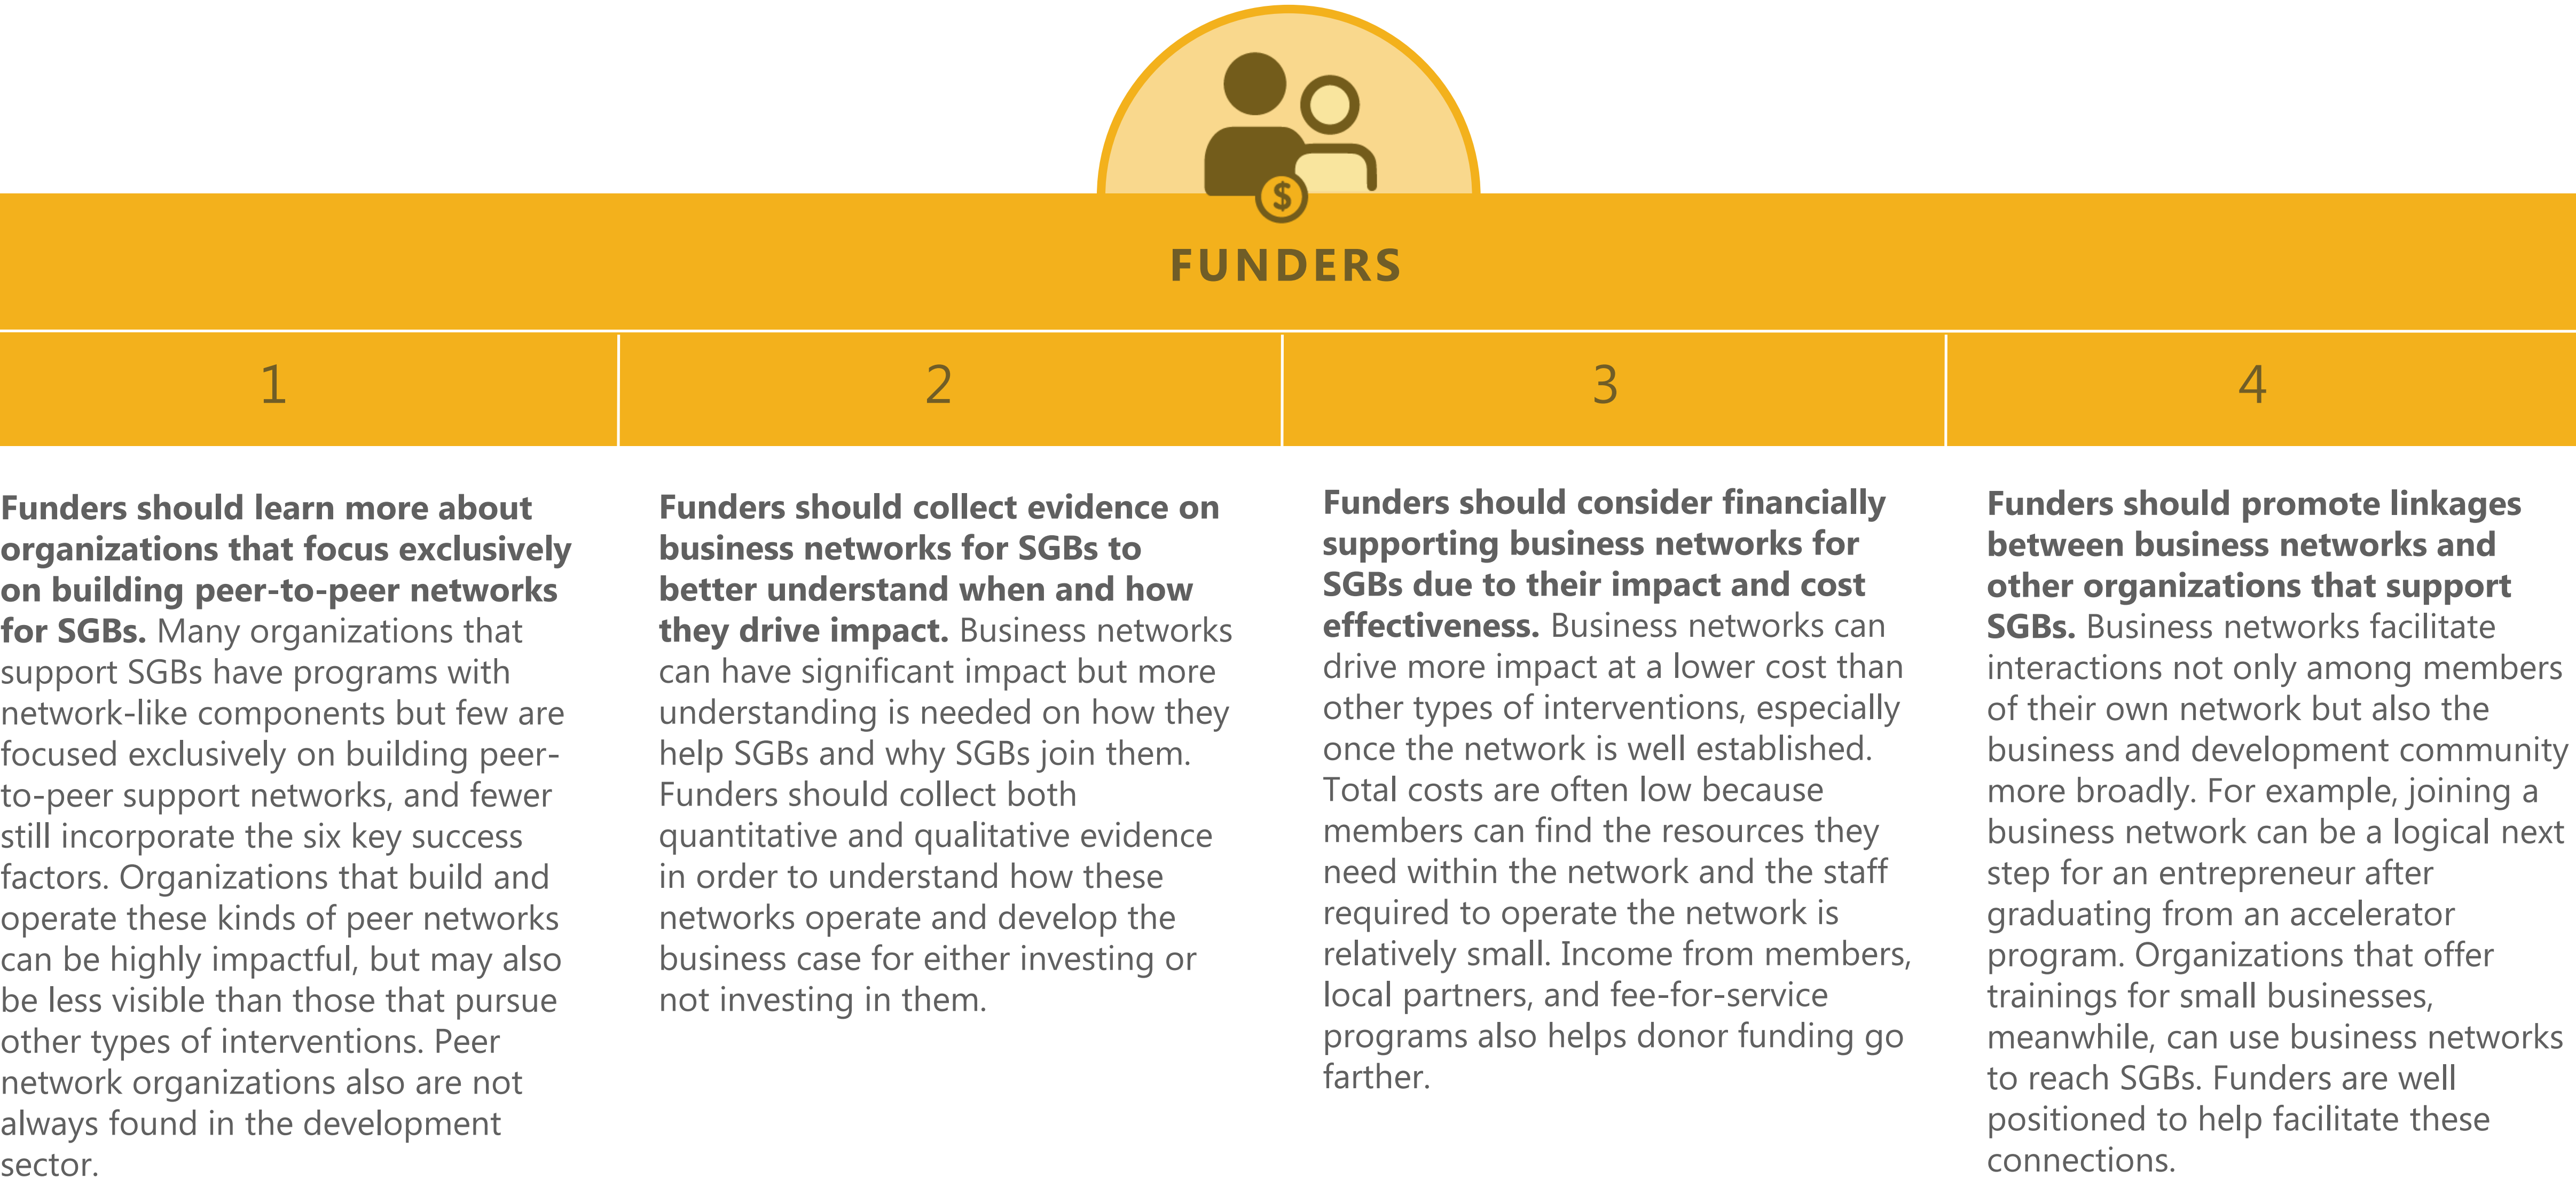 $
FUNDERS
1
2
3
4
Funders should learn more about
organizations that focus exclusively
on building peer-to-peer networks
for SGBs. Many organizations that
support SGBs have programs with
network-like components but few are
focused exclusively on building peer-
to-peer support networks, and fewer
still incorporate the six key success
factors. Organizations that build and
operate these kinds of peer networks
can be highly impactful, but may also
be less visible than those that pursue
other types of interventions. Peer
network organizations also are not
always found in the development
sector.
Funders should collect evidence on
business networks for SGBs to
better understand when and how
they drive impact. Business networks
can have significant impact but more
understanding is needed on how they
help SGBs and why SGBs join them.
Funders should collect both
quantitative and qualitative evidence
in order to understand how these
networks operate and develop the
business case for either investing or
not investing in them.
Funders should consider financially
supporting business networks for
SGBs due to their impact and cost
effectiveness. Business networks can
drive more impact at a lower cost than
other types of interventions, especially
once the network is well established.
Total costs are often low because
members can find the resources they
need within the network and the staff
required to operate the network is
relatively small. Income from members,
local partners, and fee-for-service
programs also helps donor funding go
farther.
Funders should promote linkages
between business networks and
other organizations that support
SGBs. Business networks facilitate
interactions not only among members
of their own network but also the
business and development community
more broadly. For example, joining a
business network can be a logical next
step for an entrepreneur after
graduating from an accelerator
program. Organizations that offer
trainings for small businesses,
meanwhile, can use business networks
to reach SGBs. Funders are well
positioned to help facilitate these
connections.